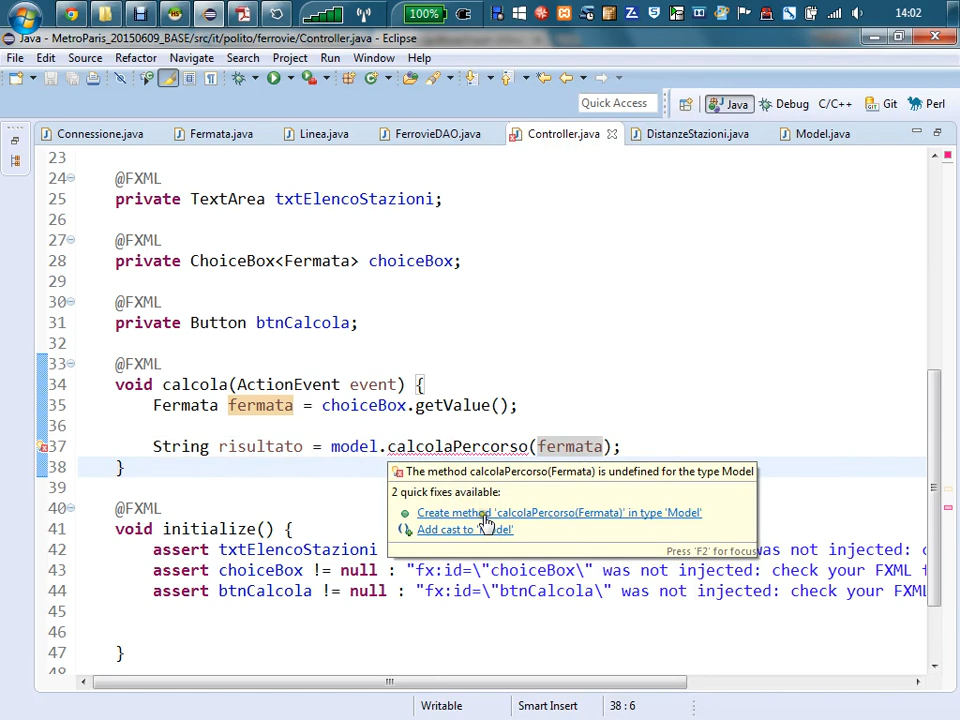 100%
14:02
Java - MetroParis_20150609_BASE/src/it/polito/ferrovie/Controller.java - Eclipse
File Edit Source Refactor Navigate Search Project Run Window Help
Quick Access
Java Debug C/C++ Git Perl
Connessione.java Fermata.java Linea.java FerrovieDAO.java Controller.java DistanzeStazioni.java Model.java
23
24 @FXML
25 private TextArea txtElencoStazioni;
26
27 @FXML
28 private ChoiceBox<Fermata> choiceBox;
29
30 @FXML
31 private Button btnCalcola;
32
33 @FXML
34 void calcola(ActionEvent event) {
35 Fermata fermata = choiceBox.getValue();
36
37 String risultato = model.calcolaPercorso(fermata);
38 }
The method calcolaPercorso(Fermata) is undefined for the type Model
39
2 quick fixes available:
40 @FXML
Create method 'calcolaPercorso(Fermata)' in type 'Model'
41 void initialize() {
Add cast to
42 assert txtElencoStazioni
Press 'F2' for focus
was not injected: c
43 assert choiceBox != null : "fx:id=\"choiceBox\" was not injected: check your FXML f
44 assert btnCalcola != null : "fx:id=\"btnCalcola\" was not injected: check your FXML
45
46
47 }
48
Writable Smart Insert 38 : 6